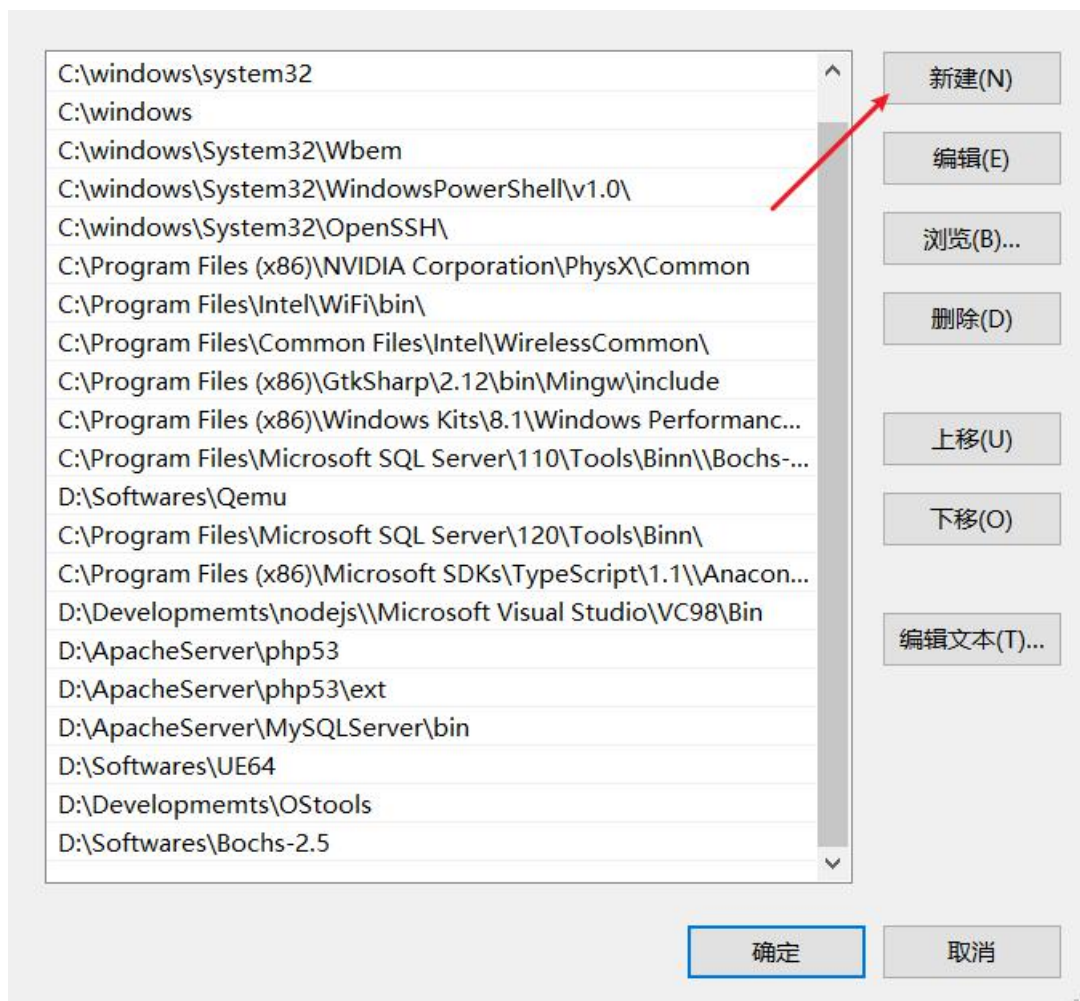 C:\windows\system32
C:\windows
C:\windows\System32\Wbem
C:\windows\System32\WindowsPowerShell\v1.0\
C:\windows\System32\OpenSSH\
C:\Program Files (x86)\NVIDIA Corporation\PhysX\Common
C:\Program Files\Intel\WiFi\bin\
C:\Program Files\Common Files\Intel\WirelessCommon\
C:\Program Files (x86)\GtkSharp\2.12\bin\Mingw\include
C:\Program Files (x86)\Windows Kits\8.1\Windows Performanc...
C:\Program Files\Microsoft SQL Server\110\Tools\Binn\\Bochs-...
D:\Softwares\Qemu
C:\Program Files\Microsoft SQL Server\120\Tools\Binn\
C:\Program Files (x86)\Microsoft SDKs\TypeScript\1.1\\Anacon...
D:\Developmemts\nodejs\\Microsoft Visual Studio\VC98\Bin
D:\ApacheServer\php53
D:\ApacheServer\php53\ext
D:\ApacheServer\MySQLServer\bin
D:\Softwares\UE64
D:\Developmemts\OStools
D:\Softwares\Bochs-2.5
新建(N)
编辑(E)
浏览(B)...
删除(D)
上移(U)
下移(O)
编辑文本(T)...
确定
取消